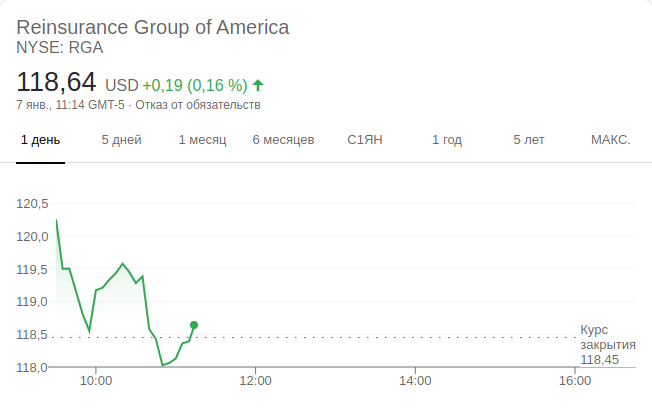 Reinsurance Group of America
NYSE: RGA
118,64 USD +0,19 (0,16 %)
7 янв., 11:14 GMT-5 · Отказ от обязательств
1 день 5 дней 1 месяц 6 месяцев С1ЯН 1 год 5 лет МАКС.
120,5
120,0
119,5
119,0
118,5
118,0
Курс
закрытия
118,45
10:00 12:00 14:00 16:00